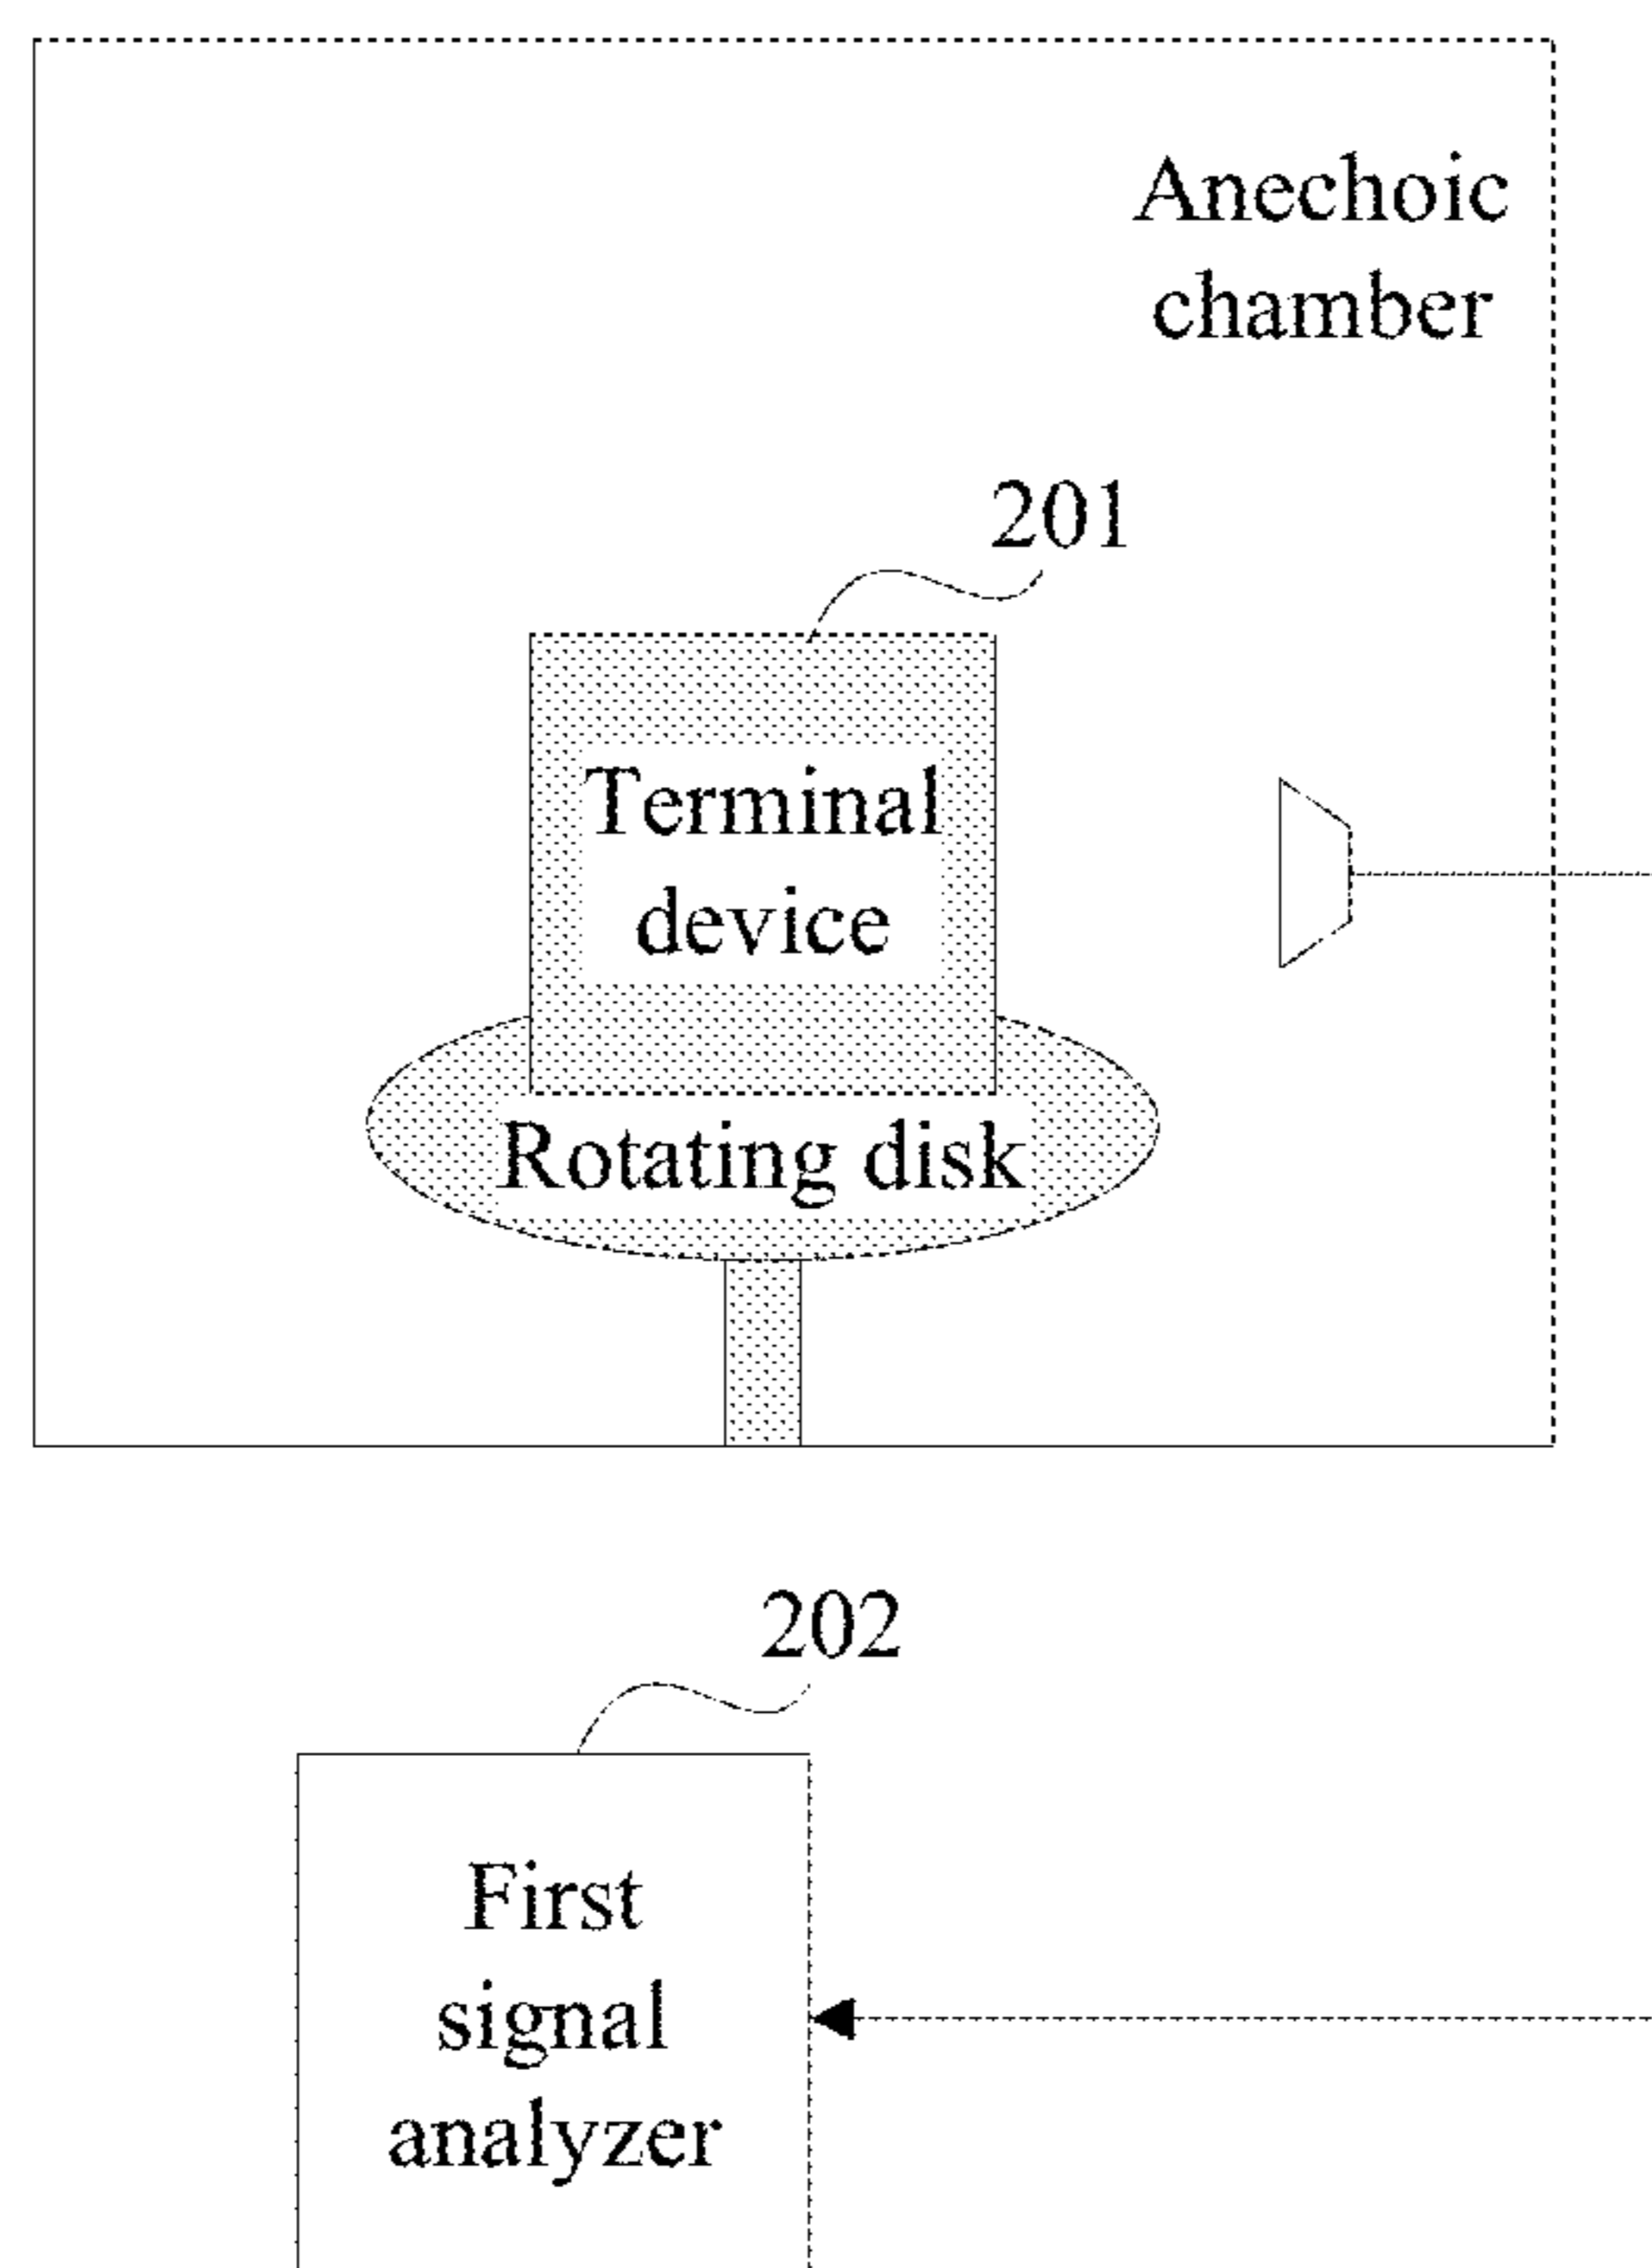 Anechoic
chamber
201
Terminal
device
Rotating disk
202
First
signal
analyzer